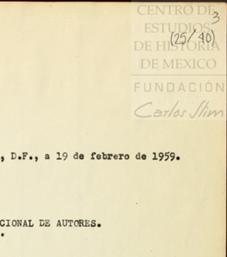 CENTRO DE
ESTUDIOS
DE HISTORIA
DE MEXICO
FUNDACIÓN
Carlos Slim
3
(25/40)
, D.F., a 19 de febrero de 1959.
CIONAL DE AUTORES.
.